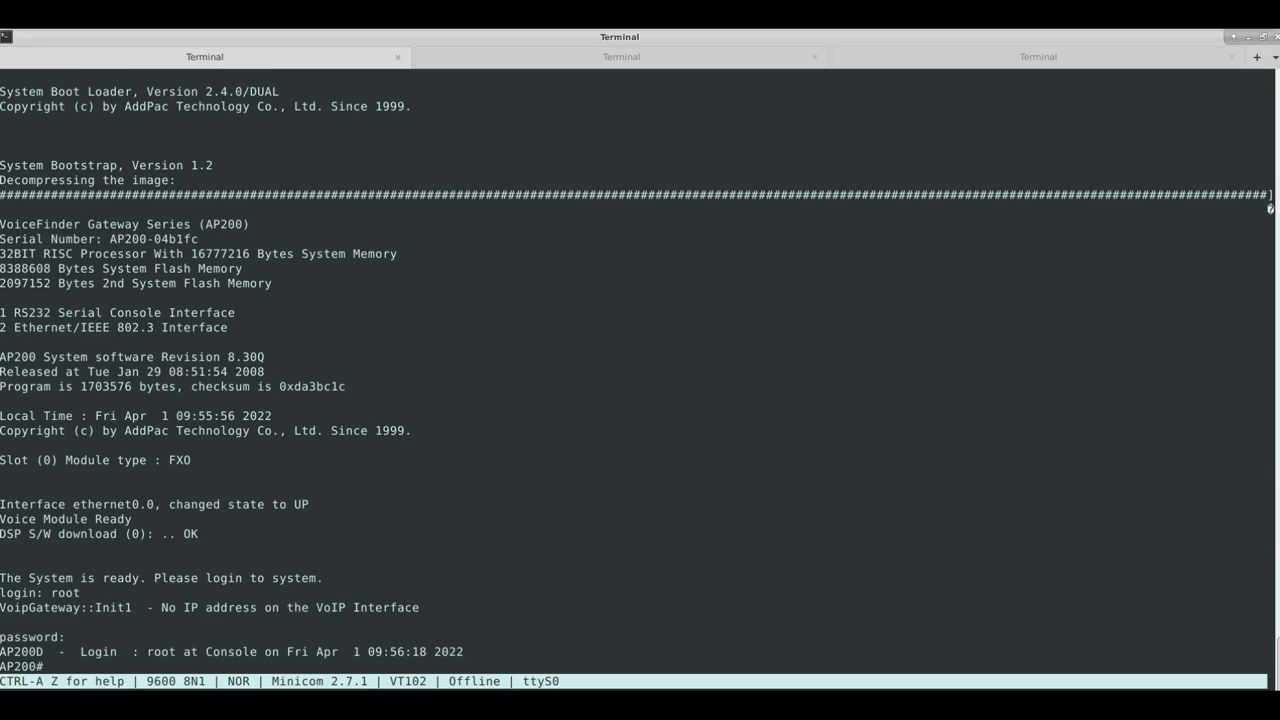 Terminal
Terminal
Terminal
Terminal
System Boot Loader, Version 2.4.0/DUAL
Copyright (c) by AddPac Technology Co., Ltd. Since 1999.
System Bootstrap, Version 1.2
Decompressing the image:
############################################################################################################################################################################]
VoiceFinder Gateway Series (AP200)
Serial Number: AP200-04b1fc
32BIT RISC Processor With 16777216 Bytes System Memory
8388608 Bytes System Flash Memory
2097152 Bytes 2nd System Flash Memory
1 RS232 Serial Console Interface
2 Ethernet/IEEE 802.3 Interface
AP200 System software Revision 8.30Q
Released at Tue Jan 29 08:51:54 2008
Program is 1703576 bytes, checksum is 0xda3bc1c
Local Time : Fri Apr  1 09:55:56 2022
Copyright (c) by AddPac Technology Co., Ltd. Since 1999.
Slot (0) Module type : FXO
Interface ethernet0.0, changed state to UP
Voice Module Ready
DSP S/W download (0): .. OK
The System is ready. Please login to system.
login: root
VoipGateway::Init1  - No IP address on the VoIP Interface
password:
AP200D  -  Login  : root at Console on Fri Apr  1 09:56:18 2022
AP200#
CTRL-A Z for help | 9600 8N1 | NOR | Minicom 2.7.1 | VT102 | Offline | ttyS0